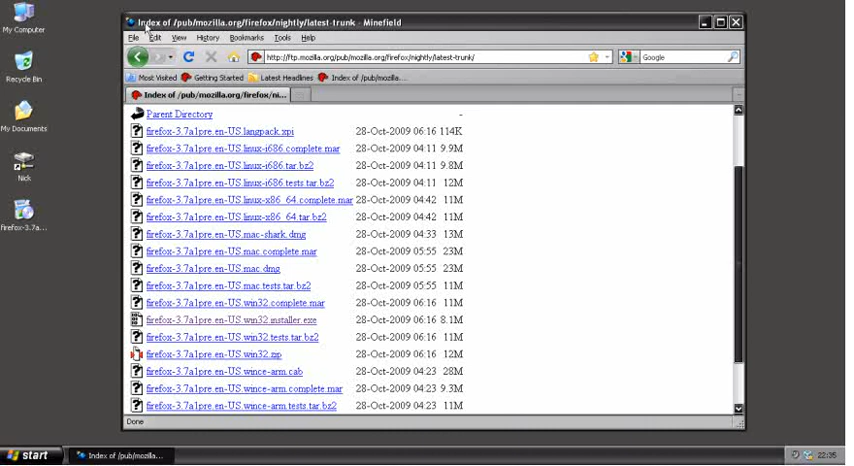 My Computer
Recycle Bin
My Documents
Nick
firefox-3.7a...
Index of /pub/mozilla.org/firefox/nightly/latest-trunk - Minefield
File Edit View History Bookmarks Tools Help
http://ftp.mozilla.org/pub/mozilla.org/firefox/nightly/latest-trunk/ Google
Most Visited Getting Started Latest Headlines Index of /pub/mozilla....
Index of /pub/mozilla.org/firefox/ni...
Parent Directory -
firefox-3.7a1pre.en-US.langpack.xpi 28-Oct-2009 06:16 114K
firefox-3.7a1pre.en-US.linux-i686.complete.mar 28-Oct-2009 04:11 9.9M
firefox-3.7a1pre.en-US.linux-i686.tar.bz2 28-Oct-2009 04:11 9.8M
firefox-3.7a1pre.en-US.linux-i686.tests.tar.bz2 28-Oct-2009 04:11 12M
firefox-3.7a1pre.en-US.linux-x86_64.complete.mar 28-Oct-2009 04:42 11M
firefox-3.7a1pre.en-US.linux-x86_64.tar.bz2 28-Oct-2009 04:42 11M
firefox-3.7a1pre.en-US.mac-shark.dmg 28-Oct-2009 04:33 13M
firefox-3.7a1pre.en-US.mac.complete.mar 28-Oct-2009 05:55 23M
firefox-3.7a1pre.en-US.mac.dmg 28-Oct-2009 05:55 23M
firefox-3.7a1pre.en-US.mac.tests.tar.bz2 28-Oct-2009 05:55 11M
firefox-3.7a1pre.en-US.win32.complete.mar 28-Oct-2009 06:16 11M
firefox-3.7a1pre.en-US.win32.installer.exe 28-Oct-2009 06:16 8.1M
firefox-3.7a1pre.en-US.win32.tests.tar.bz2 28-Oct-2009 06:16 11M
firefox-3.7a1pre.en-US.win32.zip 28-Oct-2009 06:16 12M
firefox-3.7a1pre.en-US.wince-arm.cab 28-Oct-2009 04:23 28M
firefox-3.7a1pre.en-US.wince-arm.complete.mar 28-Oct-2009 04:23 9.3M
firefox-3.7a1pre.en-US.wince-arm.tests.tar.bz2 28-Oct-2009 04:23 11M
Done
start Index of /pub/mozilla.... 22:35